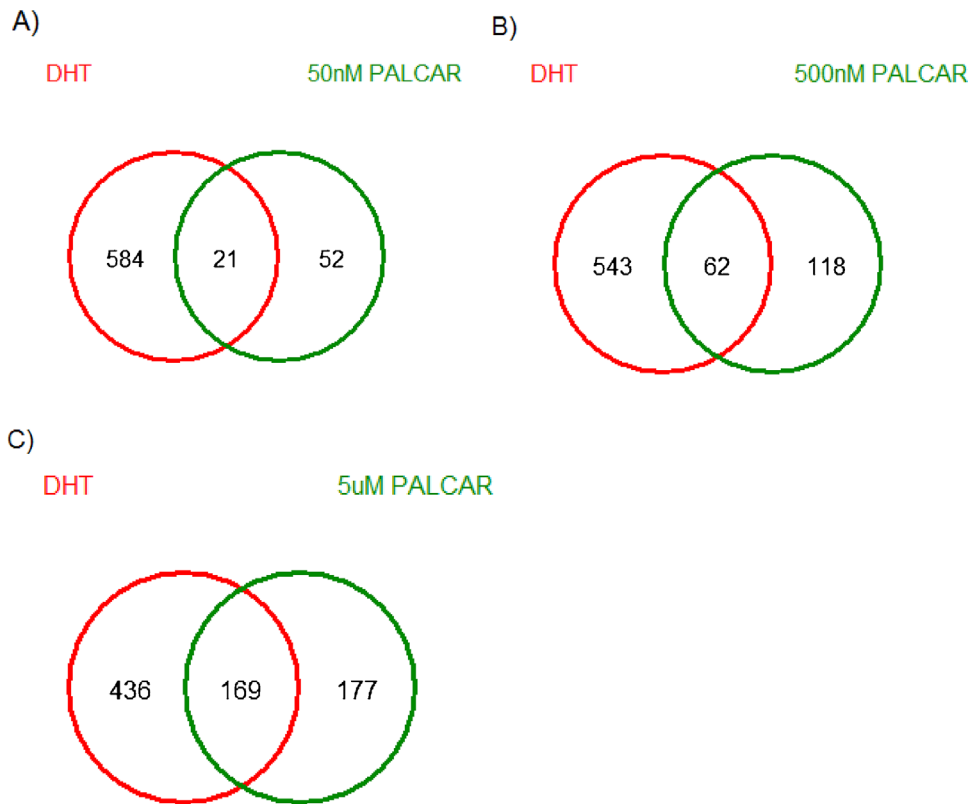 A)
DHT 50nM PALCAR
584 21 52
B)
DHT 500nM PALCAR
543 62 118
C)
DHT 5uM PALCAR
436 169 177